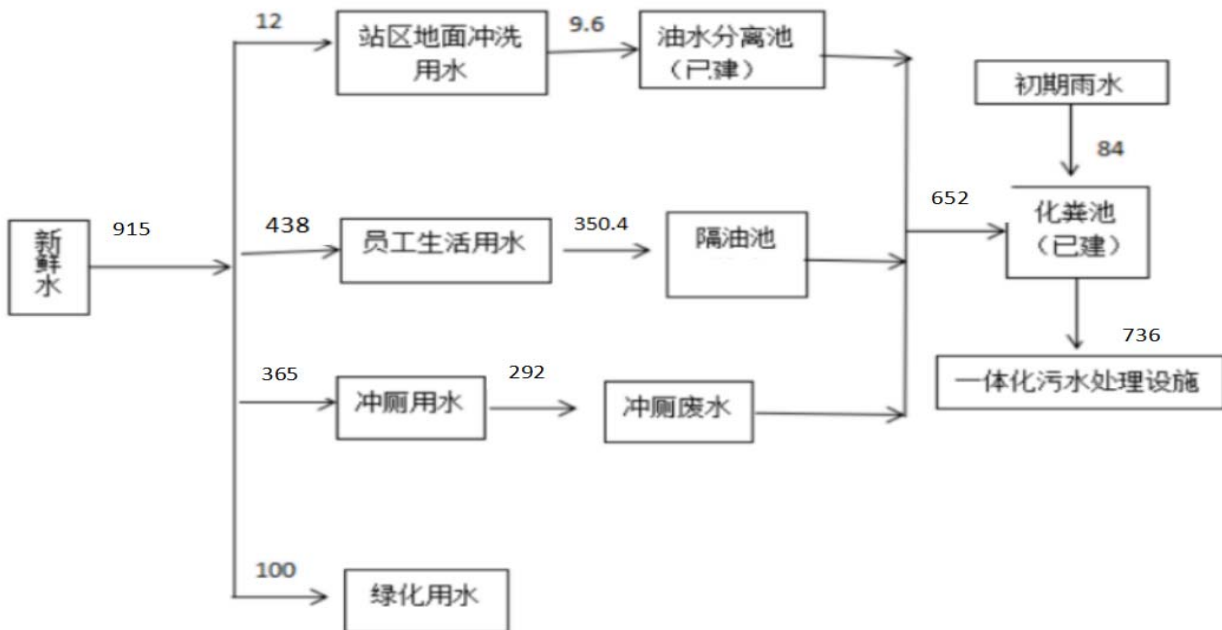 12
站区地面冲洗
用水
9.6
油水分离池
（已建）
初期雨水
84
新
鲜
水
915
438
员工生活用水
350.4
隔油池
652
化粪池
（已建）
736
一体化污水处理设施
365
冲厕用水
292
冲厕废水
100
绿化用水